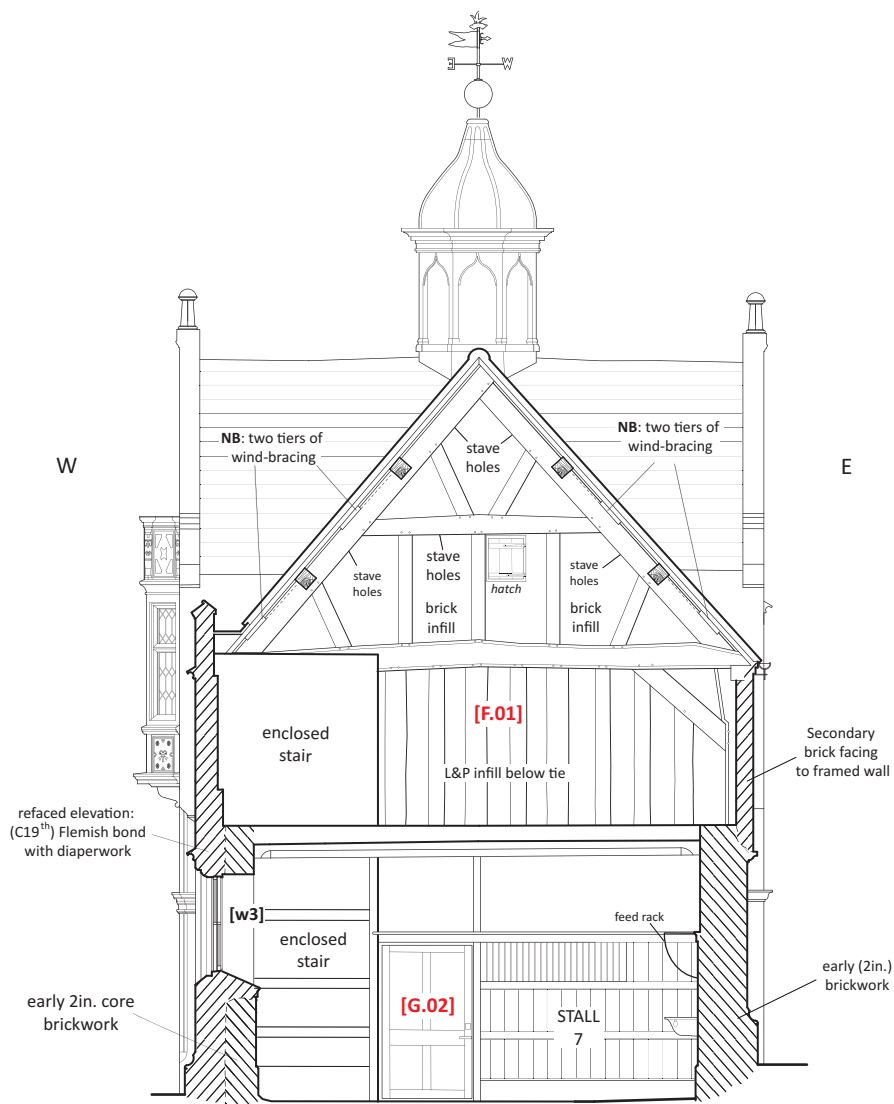 E W
NB: two tiers of
wind-bracing
NB: two tiers of
wind-bracing
W
E
stave
holes
stave
holes
stave
holes
stave
holes
hatch
brick
infill
brick
infill
[F.01]
enclosed
stair
L&P infill below tie
Secondary
brick facing
to framed wall
refaced elevation:
(C19th) Flemish bond
with diaperwork
[w3]
enclosed
stair
feed rack
early 2in. core
brickwork
[G.02]
STALL
7
early (2in.)
brickwork